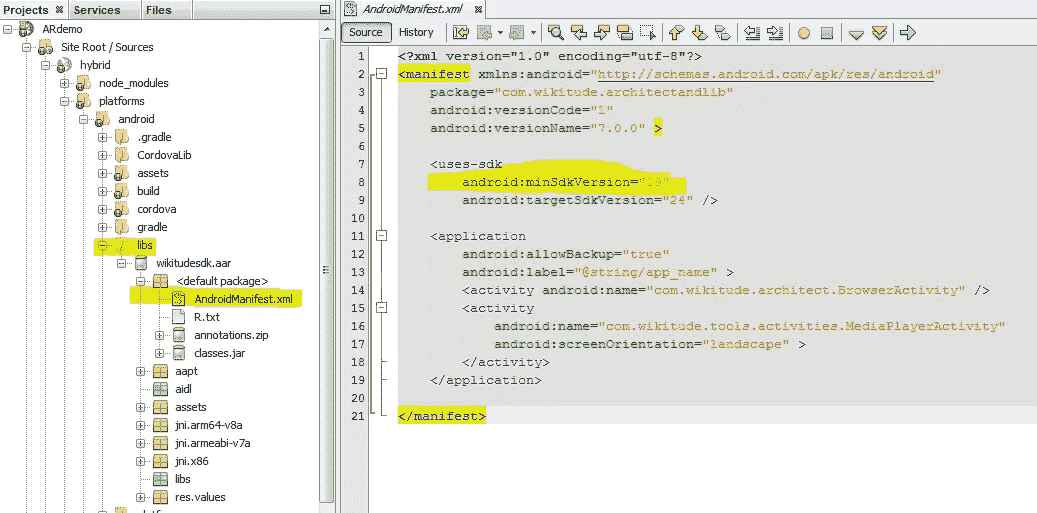 Projects
Services
Files
ARdemo
Site Root / Sources
hybrid
node_modules
platforms
android
.gradle
CordovaLib
assets
build
cordova
gradle
libs
wikitudesdk.aar
<default package>
AndroidManifest.xml
R.txt
annotations.zip
classes.jar
aapt
aidl
assets
jni.arm64-v8a
jni.armeabi-v7a
jni.x86
libs
res.values
AndroidManifest.xml
Source History
1 <?xml version="1.0" encoding="utf-8"?>
2 <manifest xmlns:android="http://schemas.android.com/apk/res/android"
3 package="com.wikitude.architectandlib"
4 android:versionCode="1"
5 android:versionName="7.0.0" >
6
7 <uses-sdk
8 android:minSdkVersion=
9 android:targetSdkVersion="24" />
10
11 <application
12 android:allowBackup="true"
13 android:label="@string/app_name" >
14 <activity android:name="com.wikitude.architect.BrowserActivity" />
15 <activity
16 android:name="com.wikitude.tools.activities.MediaPlayerActivity"
17 android:screenOrientation="landscape" >
18 </activity>
19 </application>
20
21 </manifest>